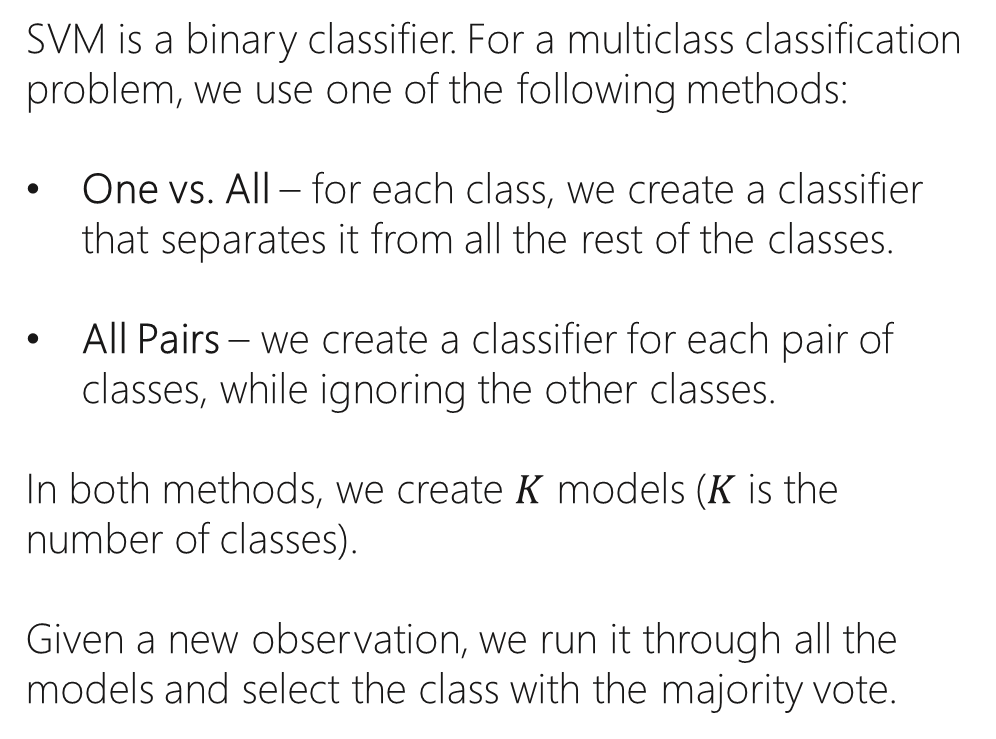 SVM is a binary classifier. For a multiclass classification
problem, we use one of the following methods:
• One vs. All – for each class, we create a classifier
that separates it from all the rest of the classes.
• All Pairs – we create a classifier for each pair of
classes, while ignoring the other classes.
In both methods, we create K models (K is the
number of classes).
Given a new observation, we run it through all the
models and select the class with the majority vote.